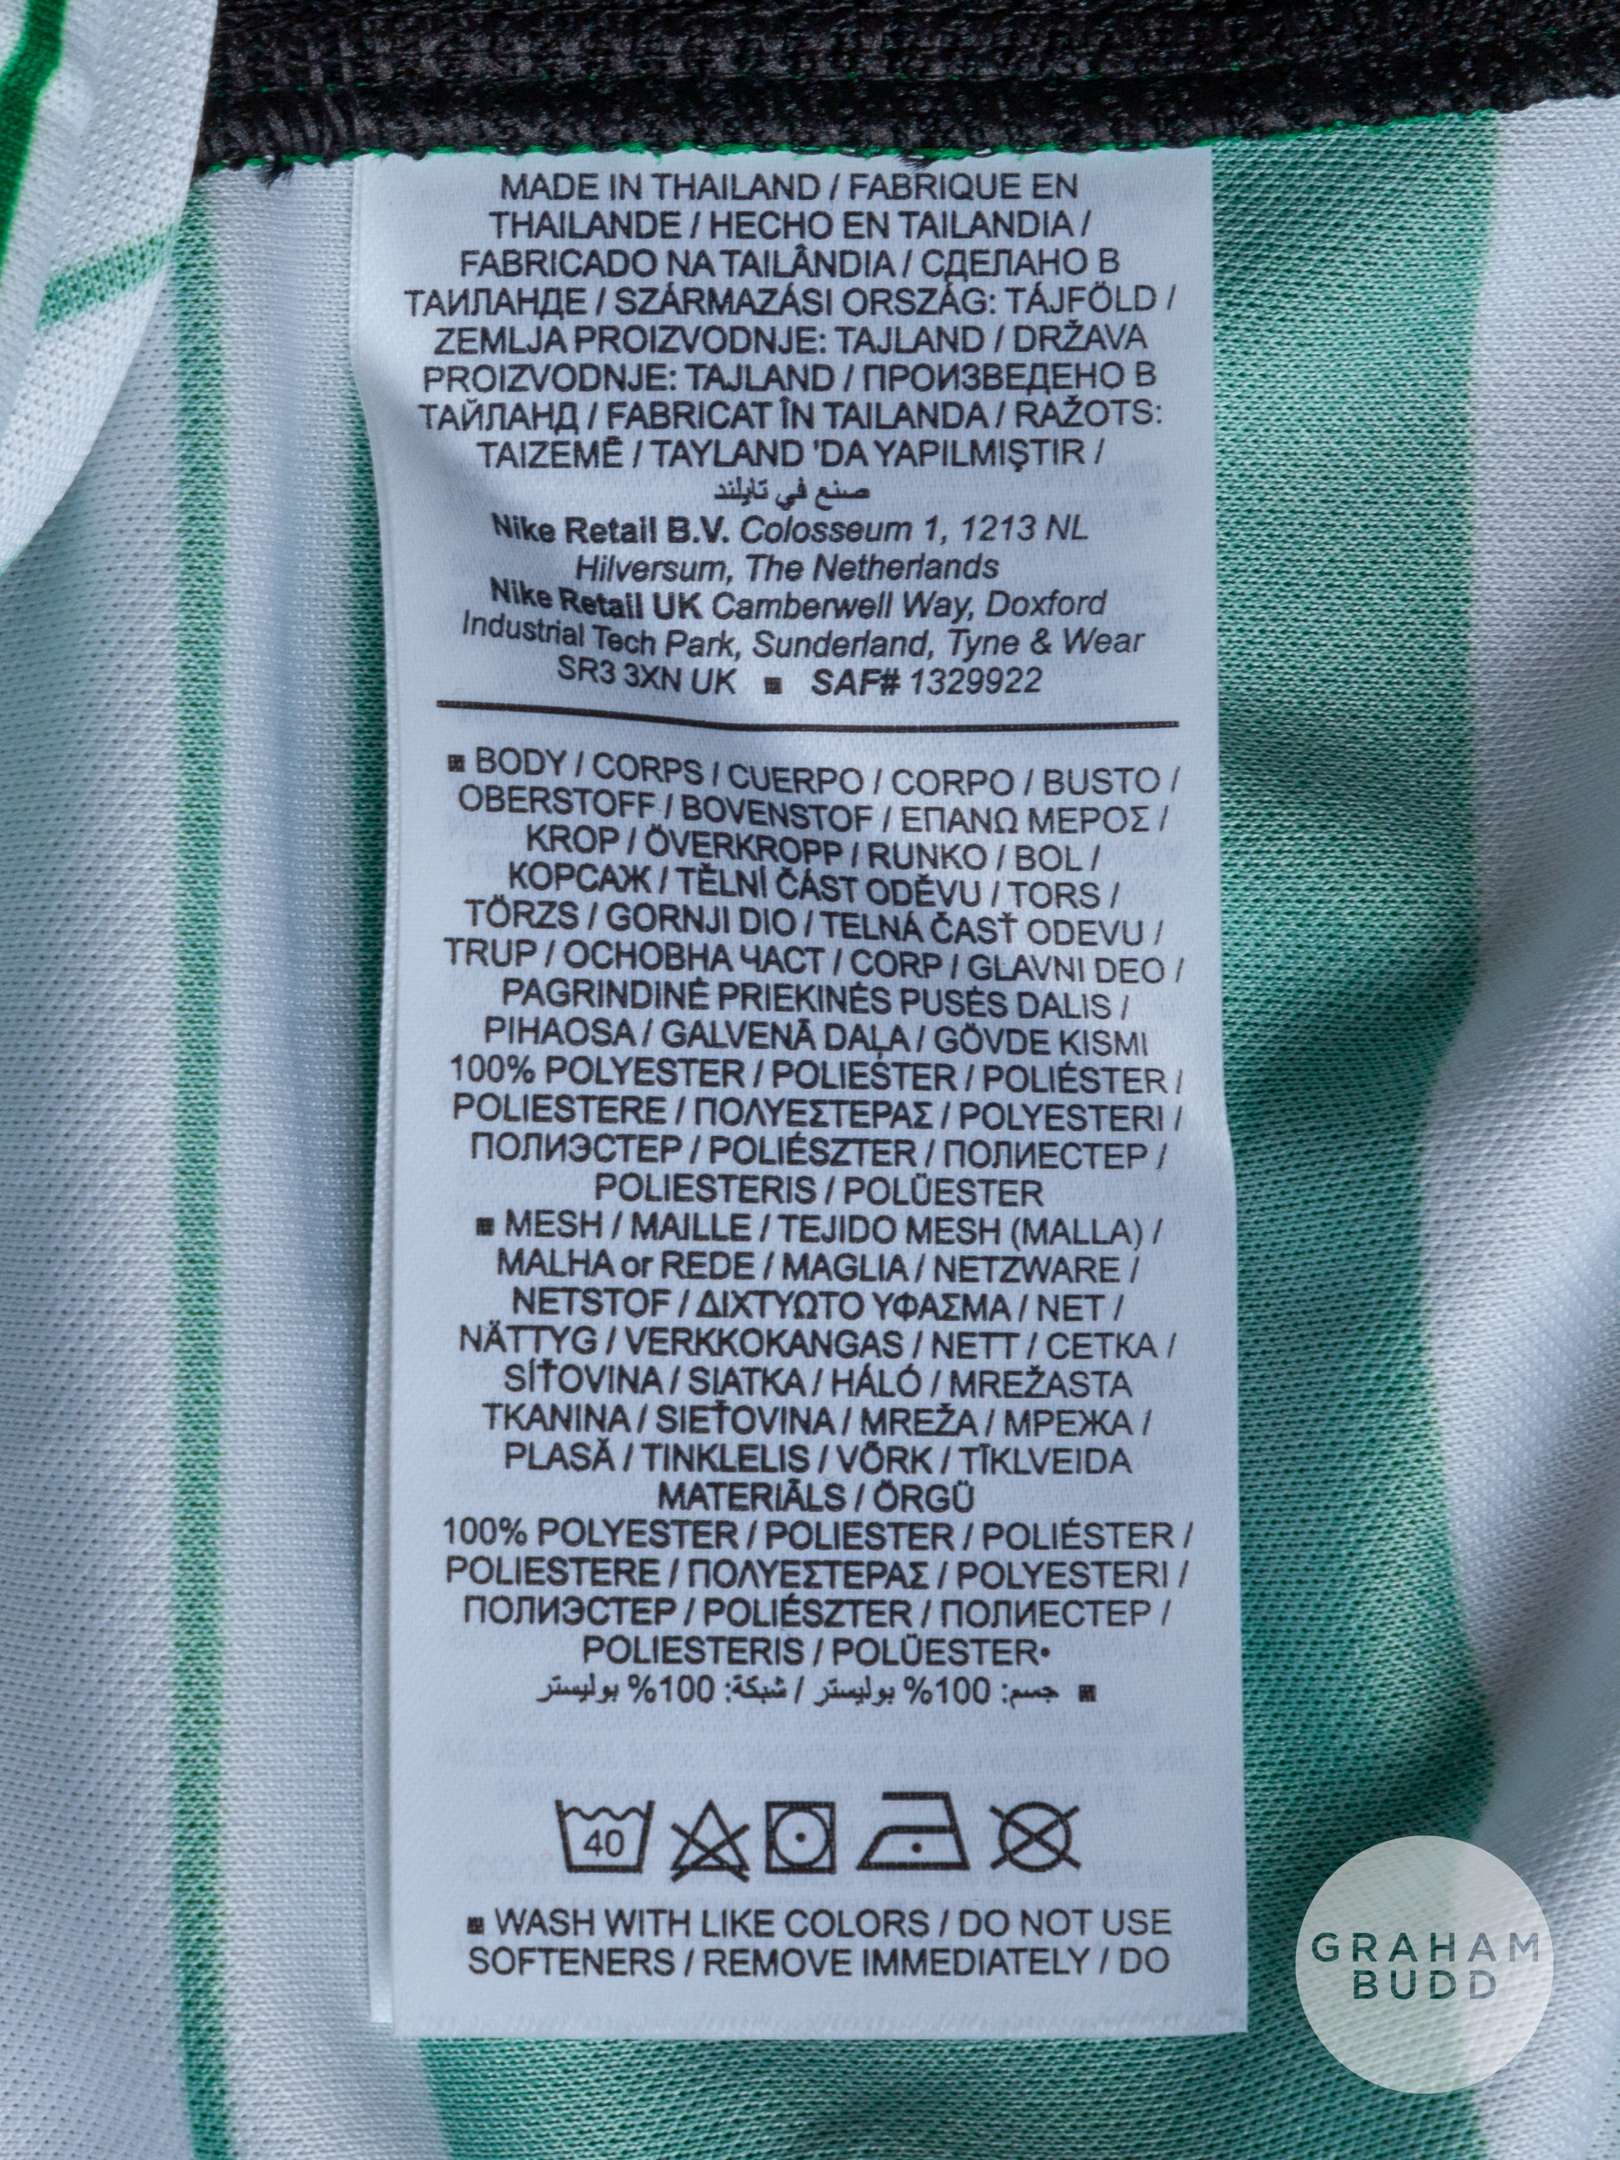 MADE IN THAILAND / FABRIQUE EN
THAILANDE / HECHO EN TAILANDIA /
FABRICADO NA TAILÂNDIA / СДЕЛАНО В
ТАИЛАНДЕ / SZÁRMAZÁSI ORSZÁG: TÁJFÖLD /
ZEMLJA PROIZVODNJE: TAJLAND / DRŽAVA
PROIZVODNJE: TAJLAND / ПРОИЗВЕДЕНО В
ТАЙЛАНД / FABRICAT ÎN TAILANDA / RAŽOTS:
TAIZEMĒ / TAYLAND 'DA YAPILMIŞTIR /
صنع في تايلند
Nike Retail B.V. Colosseum 1, 1213 NL
Hilversum, The Netherlands
Nike Retail UK Camberwell Way, Doxford
Industrial Tech Park, Sunderland, Tyne & Wear
SR3 3XN UK ■ SAF# 1329922
■ BODY / CORPS / CUERPO / CORPO / BUSTO /
OBERSTOFF / BOVENSTOF / ΕΠΑΝΩ ΜΕΡΟΣ /
KROP / ÖVERKROPP / RUNKO / BOL /
КОРСАЖ / TĚLNÍ ČÁST ODĚVU / TORS /
TÖRZS / GORNJI DIO / TELNÁ ČASŤ ODEVU /
TRUP / ОСНОВНА ЧАСТ / CORP / GLAVNI DEO /
PAGRINDINĖ PRIEKINĖS PUSĖS DALIS /
PIHAOSA / GALVENĀ DAĻA / GÖVDE KISMI
100% POLYESTER / POLIESTER / POLIÉSTER /
POLIESTERE / ΠΟΛΥΕΣΤΕΡΑΣ / POLYESTERI /
ПОЛИЭСТЕР / POLIÉSZTER / ПОЛИЕСТЕР /
POLIESTERIS / POLÜESTER
■ MESH / MAILLE / TEJIDO MESH (MALLA) /
MALHA or REDE / MAGLIA / NETZWARE /
NETSTOF / ΔΙΧΤΥΩΤΟ ΥΦΑΣΜΑ / NET /
NÄTTYG / VERKKOKANGAS / NETT / СЕТКА /
SÍŤOVINA / SIATKA / HÁLÓ / MREŽASTA
TKANINA / SIEŤOVINA / MREŽA / МРЕЖА /
PLASĂ / TINKLELIS / VÕRK / TĪKLVEIDA
MATERIĀLS / ÖRGÜ
100% POLYESTER / POLIESTER / POLIÉSTER /
POLIESTERE / ΠΟΛΥΕΣΤΕΡΑΣ / POLYESTERI /
ПОЛИЭСТЕР / POLIÉSZTER / ПОЛИЕСТЕР /
POLIESTERIS / POLÜESTER•
■ جسم: 100% بوليستر / شبكة: 100% بوليستر
40
■ WASH WITH LIKE COLORS / DO NOT USE
SOFTENERS / REMOVE IMMEDIATELY / DO
GRAHAM
BUDD